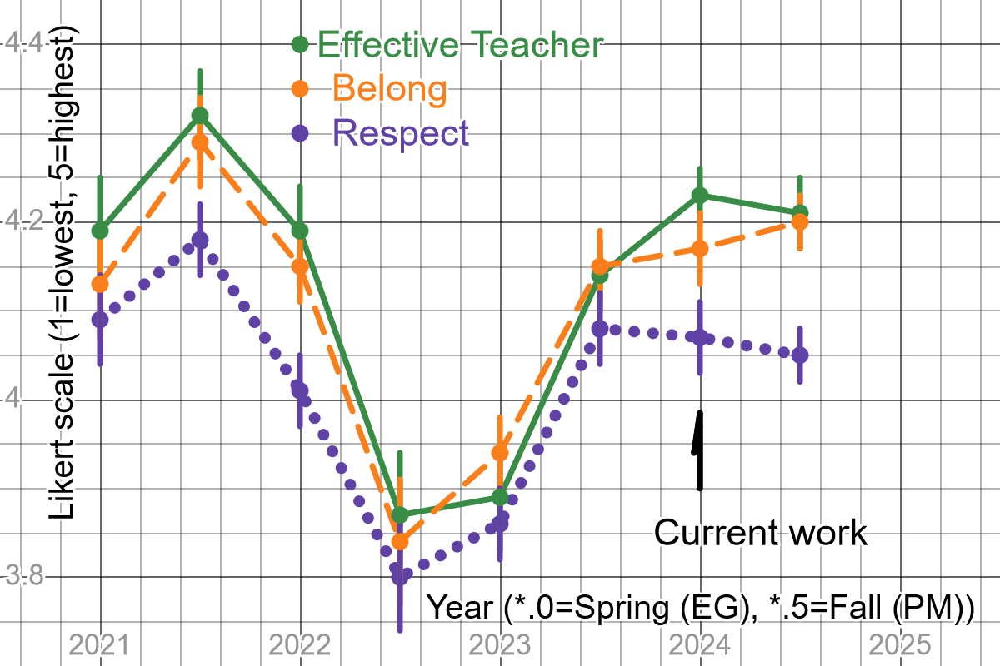 4.4
Effective Teacher
Belong
Respect
Likert scale (1=lowest, 5=highest)
4.2
4
Current work
3.8
Year (*.0=Spring (EG), *.5=Fall (PM))
2021 2022 2023 2024 2025